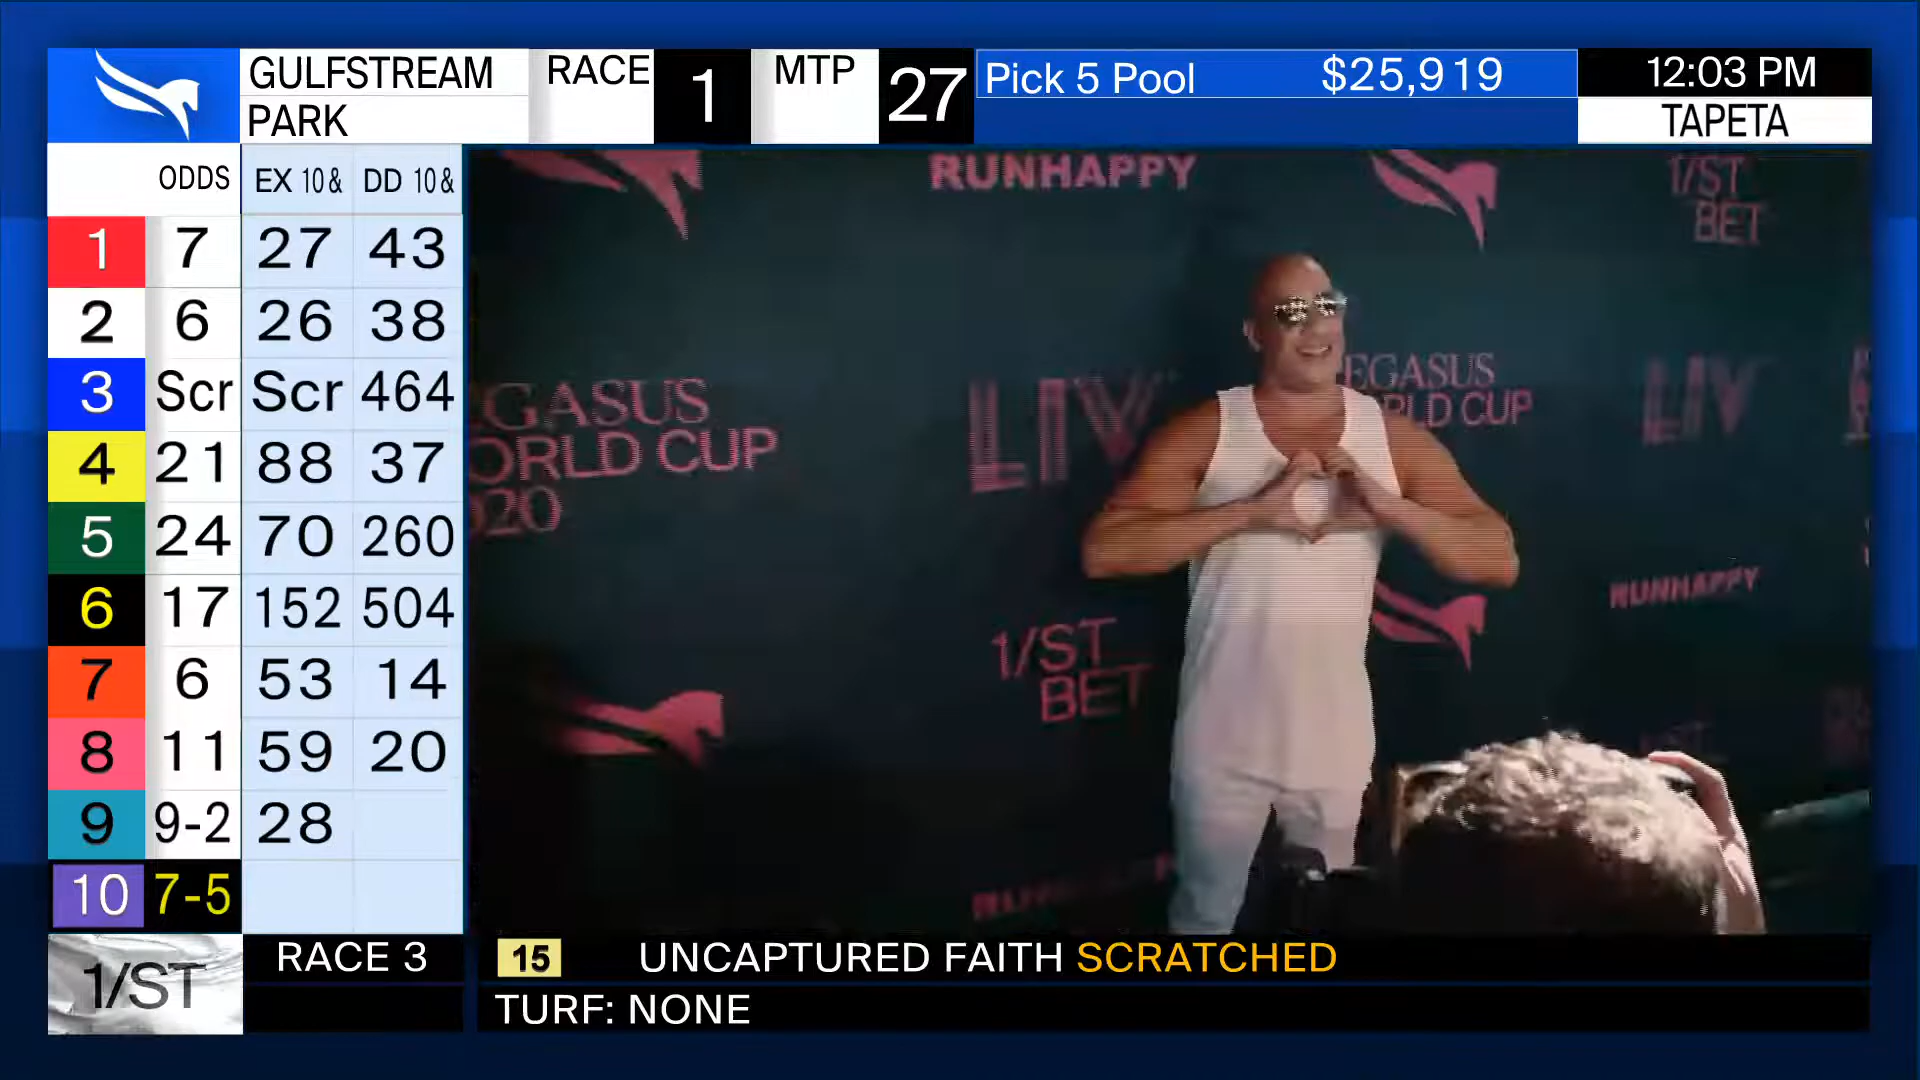 GULFSTREAM
PARK
RACE 1 MTP 27
Pick 5 Pool $25,919
12:03 PM
TAPETA
ODDS EX 10& DD 10&
1 7 27 43
2 6 26 38
3 Scr Scr 464
4 21 88 37
5 24 70 260
6 17 152 504
7 6 53 14
8 11 59 20
9 9-2 28
10 7-5
RUNHAPPY
1/ST
BET
EGASUS
RLD CUP
GASUS
ORLD CUP
20
LIV
LIV
RUNHAPPY
1/ST
BET
1/ST
RACE 3
15 UNCAPTURED FAITH SCRATCHED
TURF: NONE